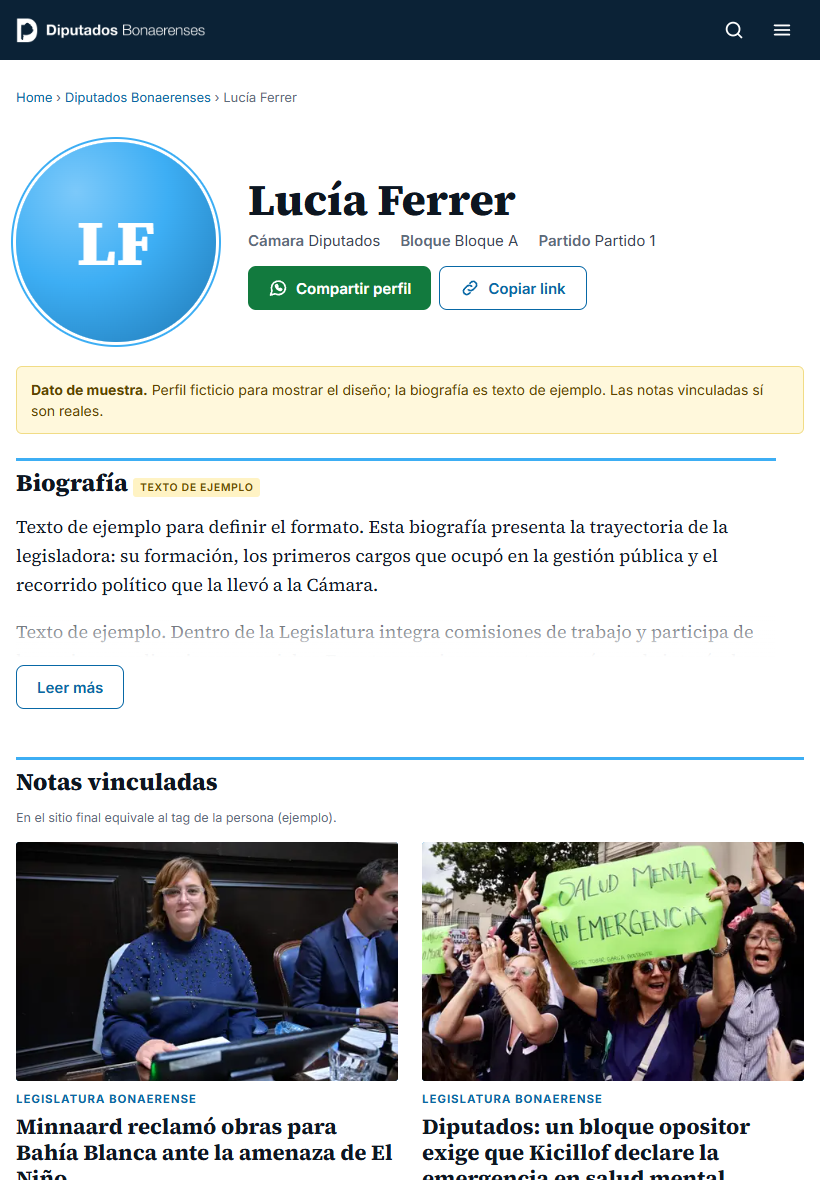 Diputados Bonaerenses
Home › Diputados Bonaerenses › Lucía Ferrer
LF
Lucía Ferrer
Cámara Diputados Bloque Bloque A Partido Partido 1
Compartir perfil
Copiar link
Dato de muestra. Perfil ficticio para mostrar el diseño; la biografía es texto de ejemplo. Las notas vinculadas sí
son reales.
Biografía TEXTO DE EJEMPLO
Texto de ejemplo para definir el formato. Esta biografía presenta la trayectoria de la
legisladora: su formación, los primeros cargos que ocupó en la gestión pública y el
recorrido político que la llevó a la Cámara.
Texto de ejemplo. Dentro de la Legislatura integra comisiones de trabajo y participa de
Leer más
Notas vinculadas
En el sitio final equivale al tag de la persona (ejemplo).
SALUD MENTAL
EN EMERGENCIA
LEGISLATURA BONAERENSE
Minnaard reclamó obras para
Bahía Blanca ante la amenaza de El
Niño
LEGISLATURA BONAERENSE
Diputados: un bloque opositor
exige que Kicillof declare la
emergencia en salud mental